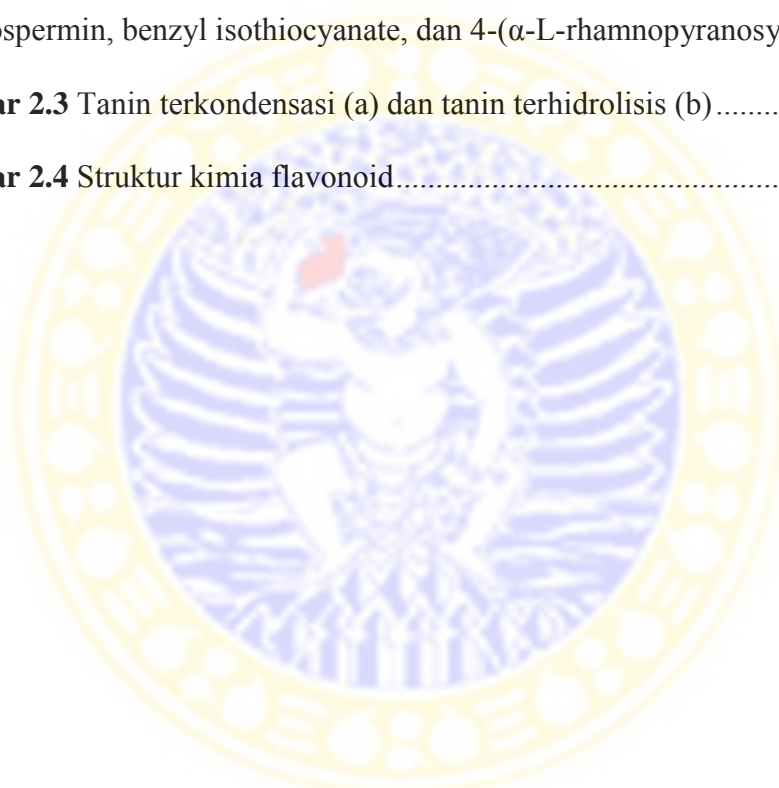 ospermin, benzyl isothiocyanate, dan 4-(α-L-rhamnopyranosy
ar 2.3 Tanin terkondensasi (a) dan tanin terhidrolisis (b)........
ar 2.4 Struktur kimia flavonoid................................................